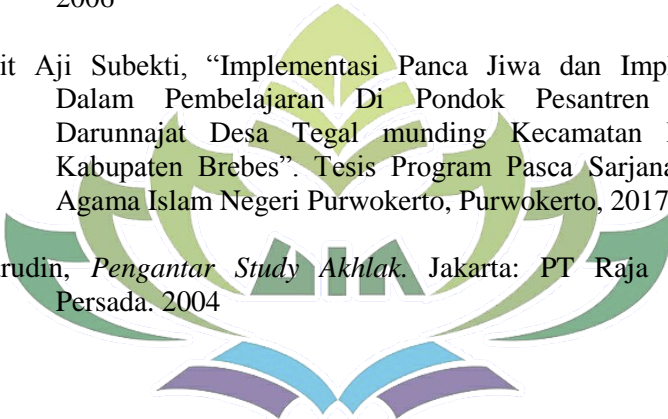 2006
it Aji Subekti, “Implementasi Panca Jiwa dan Imp
Dalam Pembelajaran Di Pondok Pesantren
Darunnajat Desa Tegal munding Kecamatan
Kabupaten Brebes”. Tesis Program Pasca Sarjana
Agama Islam Negeri Purwokerto, Purwokerto, 2017
rudin, Pengantar Study Akhlak. Jakarta: PT Raja
Persada. 2004